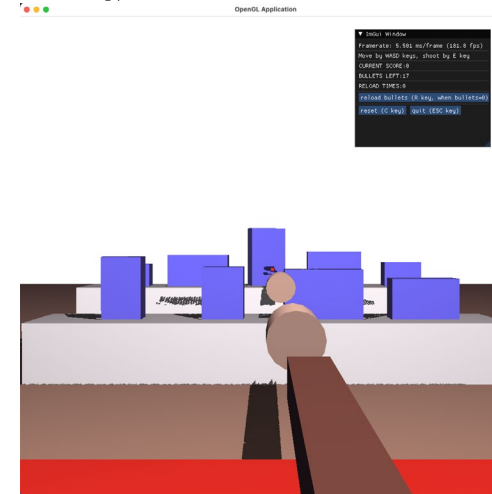 OpenGL Application
▼ ImGui Window
Framerate: 5.501 ms/frame (181.8 fps)
Move by WASD keys, shoot by E key
CURRENT SCORE:0
BULLETS LEFT:17
RELOAD TIMES:0
reload bullets (R key, when bullets=0)
reset (C key) quit (ESC key)